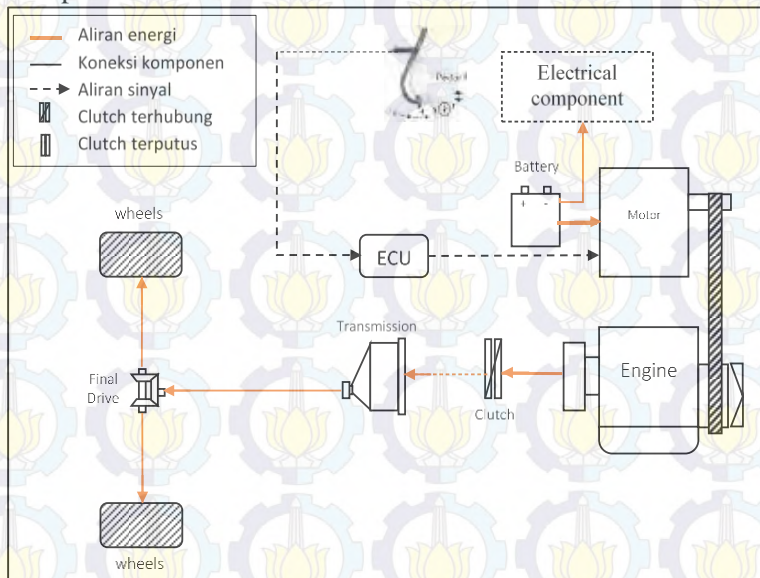 Aliran energi
Koneksi komponen
Aliran sinyal
Clutch terhubung
Clutch terputus
Electrical
component
Battery
+ -
Motor
wheels
ECU
Transmission
Engine
Final
Drive
Clutch
wheels